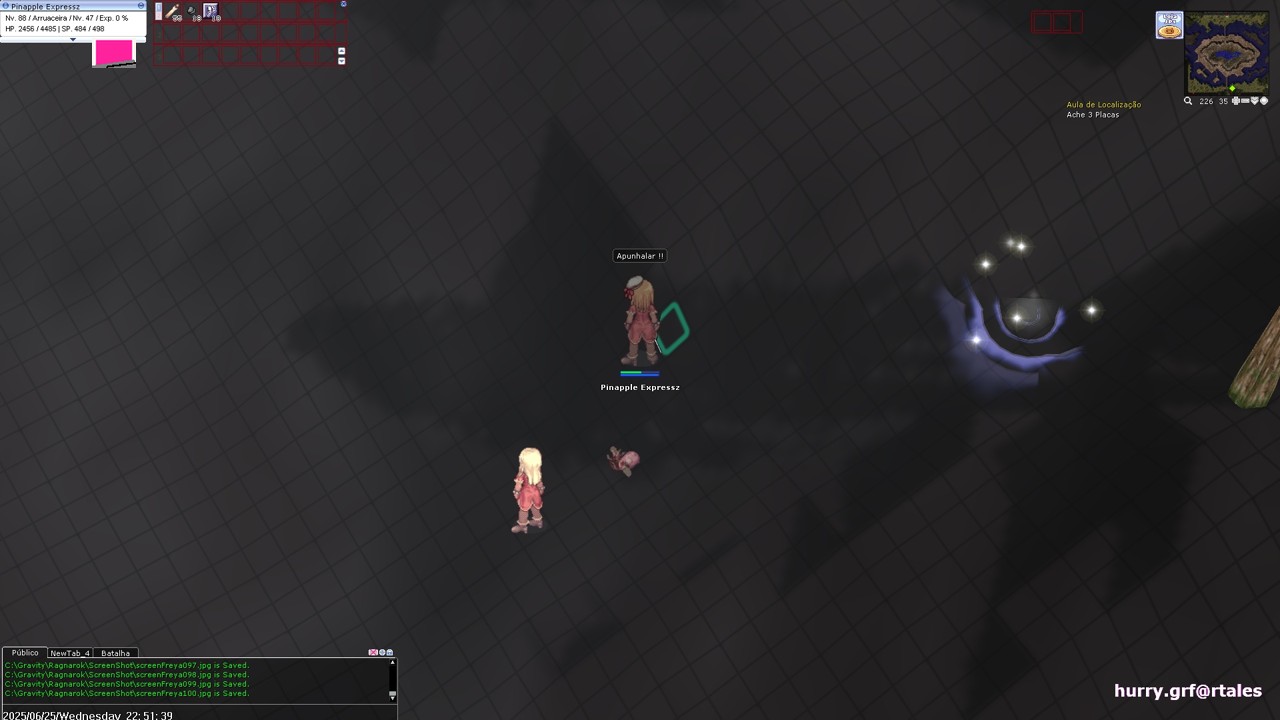 Pinapple Expressz
Nv. 88 / Arruaceira / Nv. 47 / Exp. 0 %
HP. 2456 / 4485 | SP. 484 / 498
226 35
Aula de Localização
Ache 3 Placas
Apunhalar !!
Pinapple Expressz
Público NewTab_4 Batalha
C:\Gravity\Ragnarok\ScreenShot\screenFreya097.jpg is Saved.
C:\Gravity\Ragnarok\ScreenShot\screenFreya098.jpg is Saved.
C:\Gravity\Ragnarok\ScreenShot\screenFreya099.jpg is Saved.
C:\Gravity\Ragnarok\ScreenShot\screenFreya100.jpg is Saved.
2025/06/25/Wednesday 22:51:39
hurry.grf@rtales